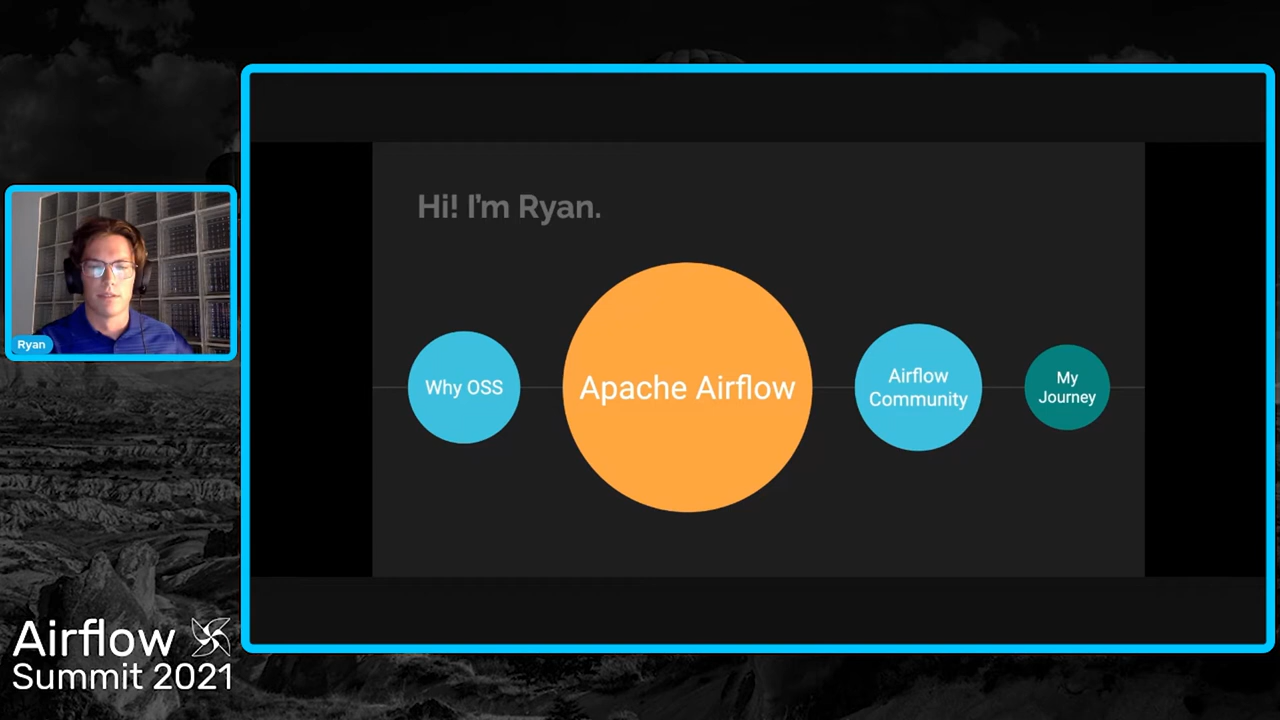 Hi! I'm Ryan.
Why OSS
Apache Airflow
Airflow
Community
My
Journey
Ryan
Airflow
Summit 2021